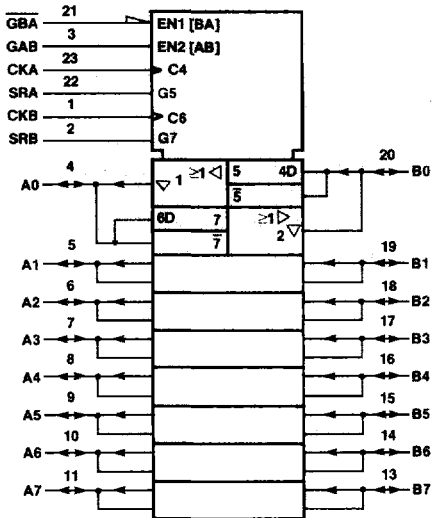 GBA 21 EN1 [BA]
GAB 3 EN2 [AB]
CKA 23 C4
SRA 22 G5
CKB 1 C6
SRB 2 G7
A0 4 1 ≥1 5 4D 20 B0
5
6D 7 ≥1
7 2
A1 5 19 B1
A2 6 18 B2
A3 7 17 B3
A4 8 16 B4
A5 9 15 B5
A6 10 14 B6
A7 11 13 B7